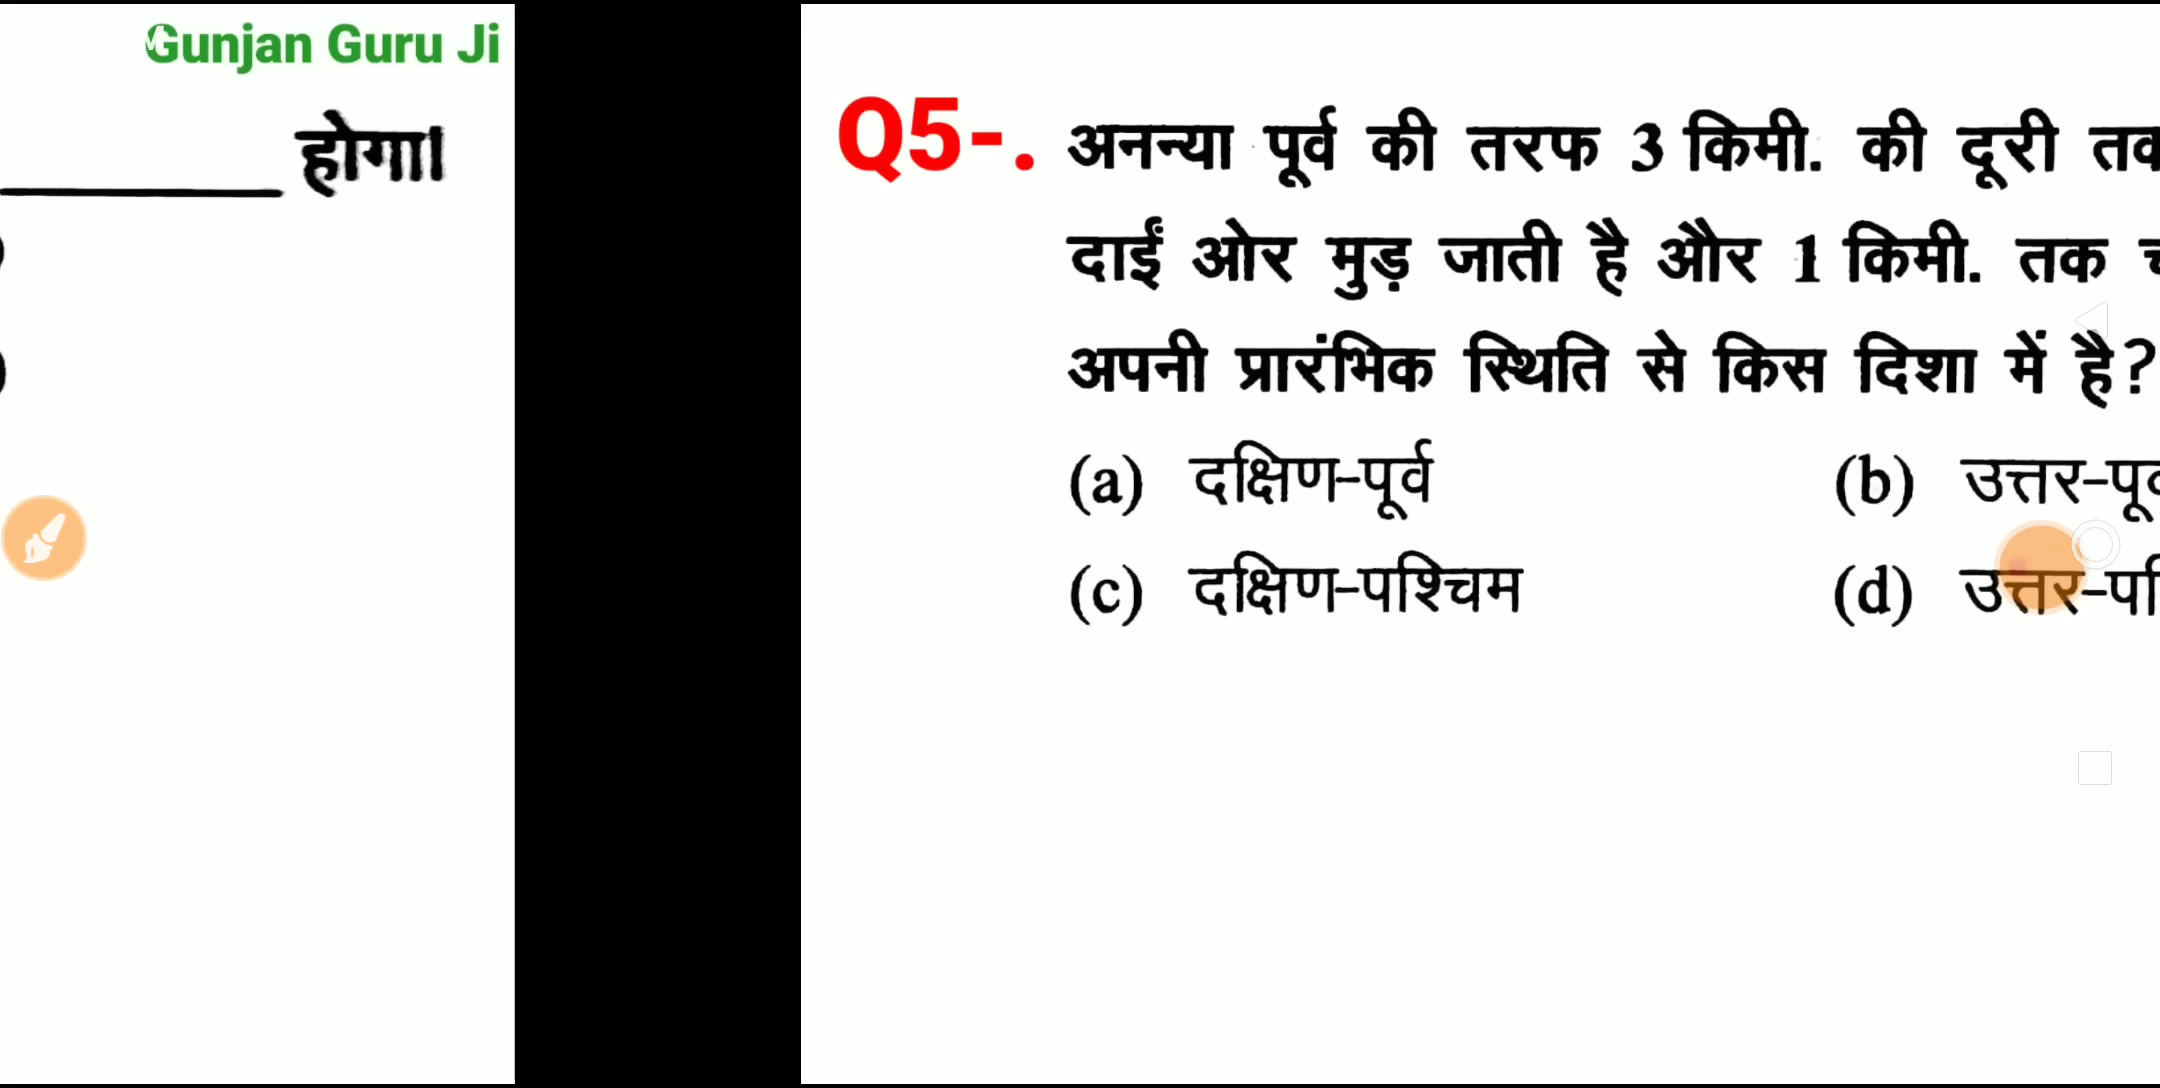 Gunjan Guru Ji
होगा।
Q5-. अनन्या पूर्व की तरफ 3 किमी. की दूरी
दाईं ओर मुड़ जाती है और 1 किमी. तक
अपनी प्रारंभिक स्थिति से किस दिशा में है?
(a) दक्षिण-पूर्व (b)
(c) दक्षिण-पश्चिम (d)